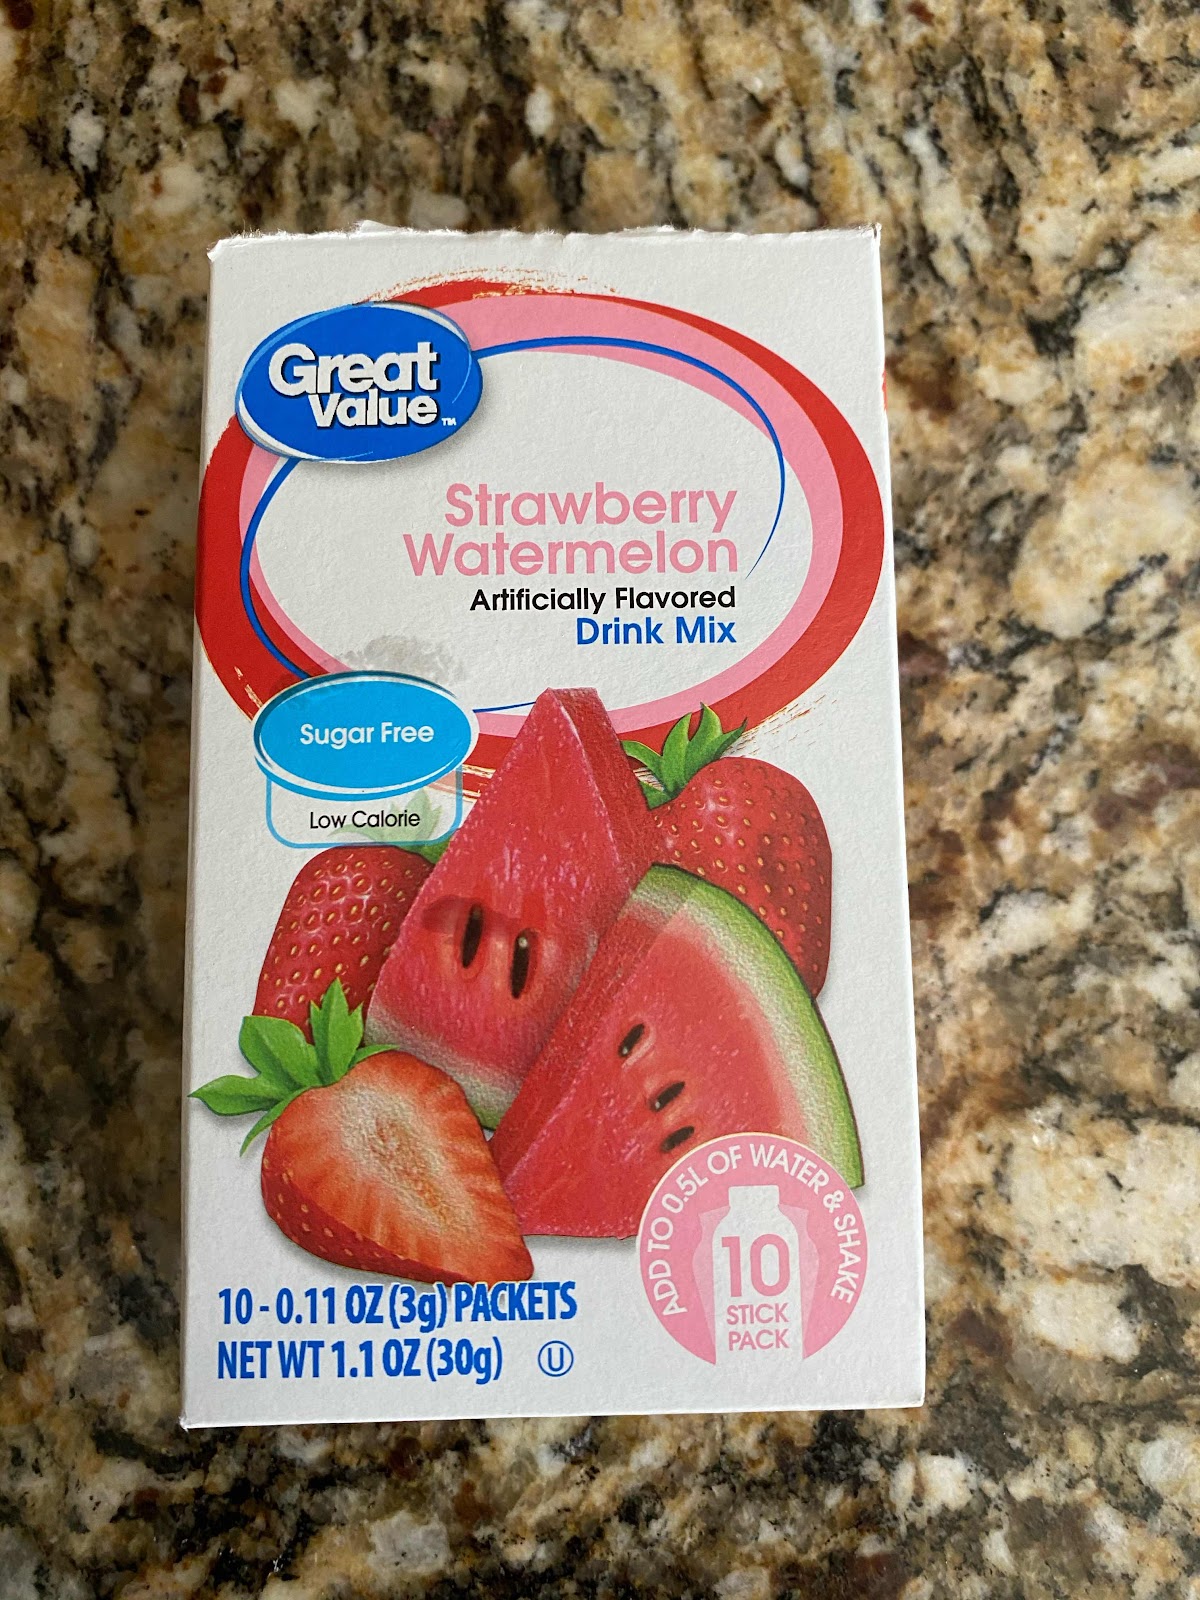 Great
Value™
Strawberry
Watermelon
Artificially Flavored
Drink Mix
Sugar Free
Low Calorie
ADD TO 0.5L OF WATER & SHAKE
10
STICK
PACK
10 - 0.11 OZ (3g) PACKETS
NET WT 1.1 OZ (30g) Ⓤ